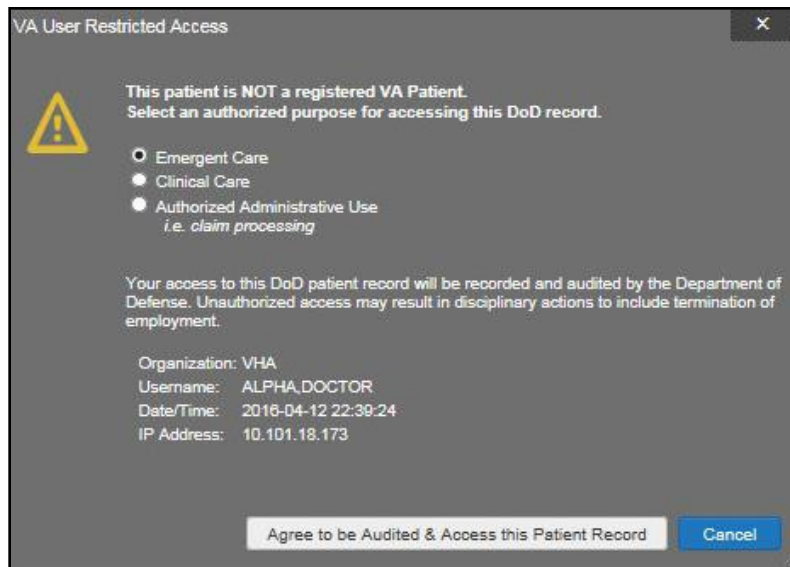 VA User Restricted Access
This patient is NOT a registered VA Patient.
Select an authorized purpose for accessing this DoD record.
Emergent Care
Clinical Care
Authorized Administrative Use
i.e. claim processing
Your access to this DoD patient record will be recorded and audited by the Department of
Defense. Unauthorized access may result in disciplinary actions to include termination of
employment.
Organization: VHA
Username: ALPHA,DOCTOR
Date/Time: 2016-04-12 22:39:24
IP Address: 10.101.18.173
Agree to be Audited & Access this Patient Record
Cancel